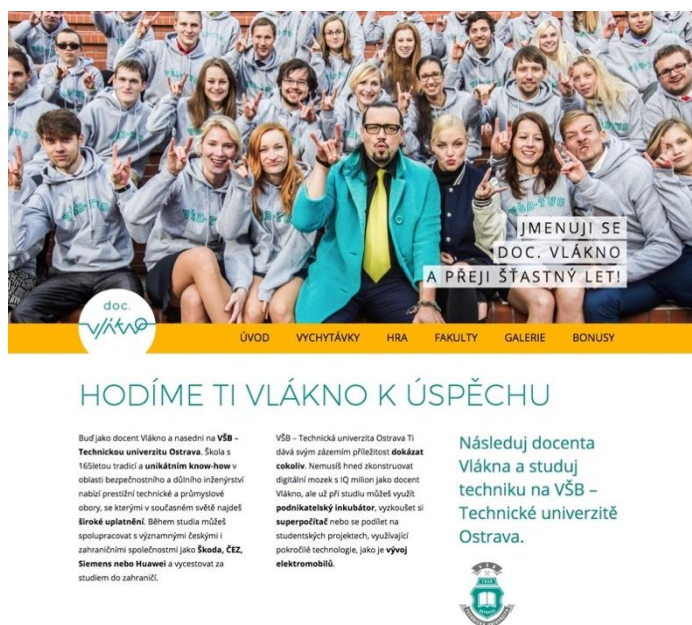 VŠB-TUO
VŠB-TUO
JMENUJI SE
DOC. VLÁKNO
A PŘEJI ŠŤASTNÝ LET!
doc.
vlákno
ÚVOD VYCHYTÁVKY HRA FAKULTY GALERIE BONUSY
HODÍME TI VLÁKNO K ÚSPĚCHU
Buď jako docent Vlákno a nasedni na VŠB –
Technickou univerzitu Ostrava. Škola s
165letou tradicí a unikátním know-how v
oblasti bezpečnostního a důlního inženýrství
nabízí prestižní technické a průmyslové
obory, se kterými v současném světě najdeš
široké uplatnění. Během studia můžeš
spolupracovat s významnými českými i
zahraničními společnostmi jako Škoda, ČEZ,
Siemens nebo Huawei a vycestovat za
studiem do zahraničí.
VŠB – Technická univerzita Ostrava Ti
dává svým zázemím příležitost dokázat
cokoliv. Nemusíš hned zkonstruovat
digitální mozek s IQ milion jako docent
Vlákno, ale už při studiu můžeš využít
podnikatelský inkubátor, vyzkoušet si
superpočítač nebo se podílet na
studentských projektech, využívající
pokročilé technologie, jako je vývoj
elektromobilů.
Následuj docenta
Vlákna a studuj
techniku na VŠB –
Technické univerzitě
Ostrava.